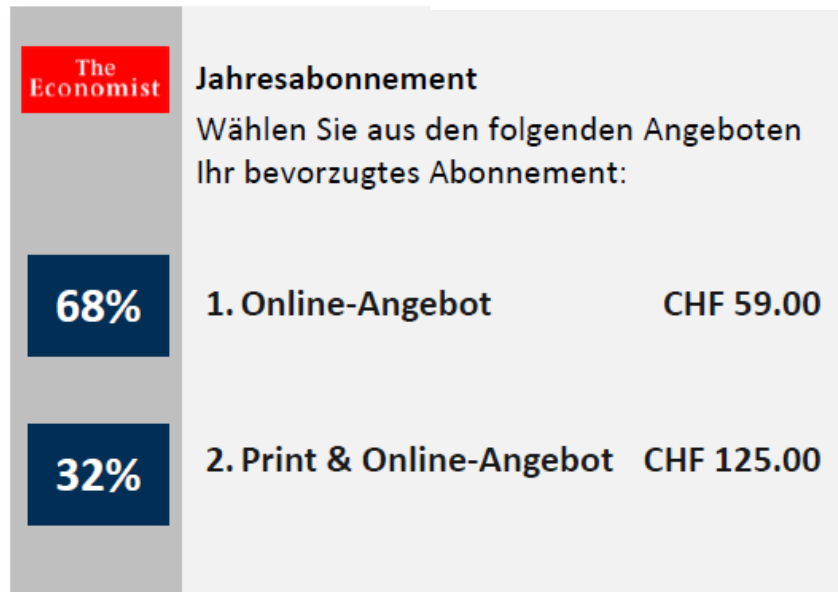 The
Economist
Jahresabonnement
Wählen Sie aus den folgenden Angeboten
Ihr bevorzugtes Abonnement:
68%
1. Online-Angebot CHF 59.00
32%
2. Print & Online-Angebot CHF 125.00